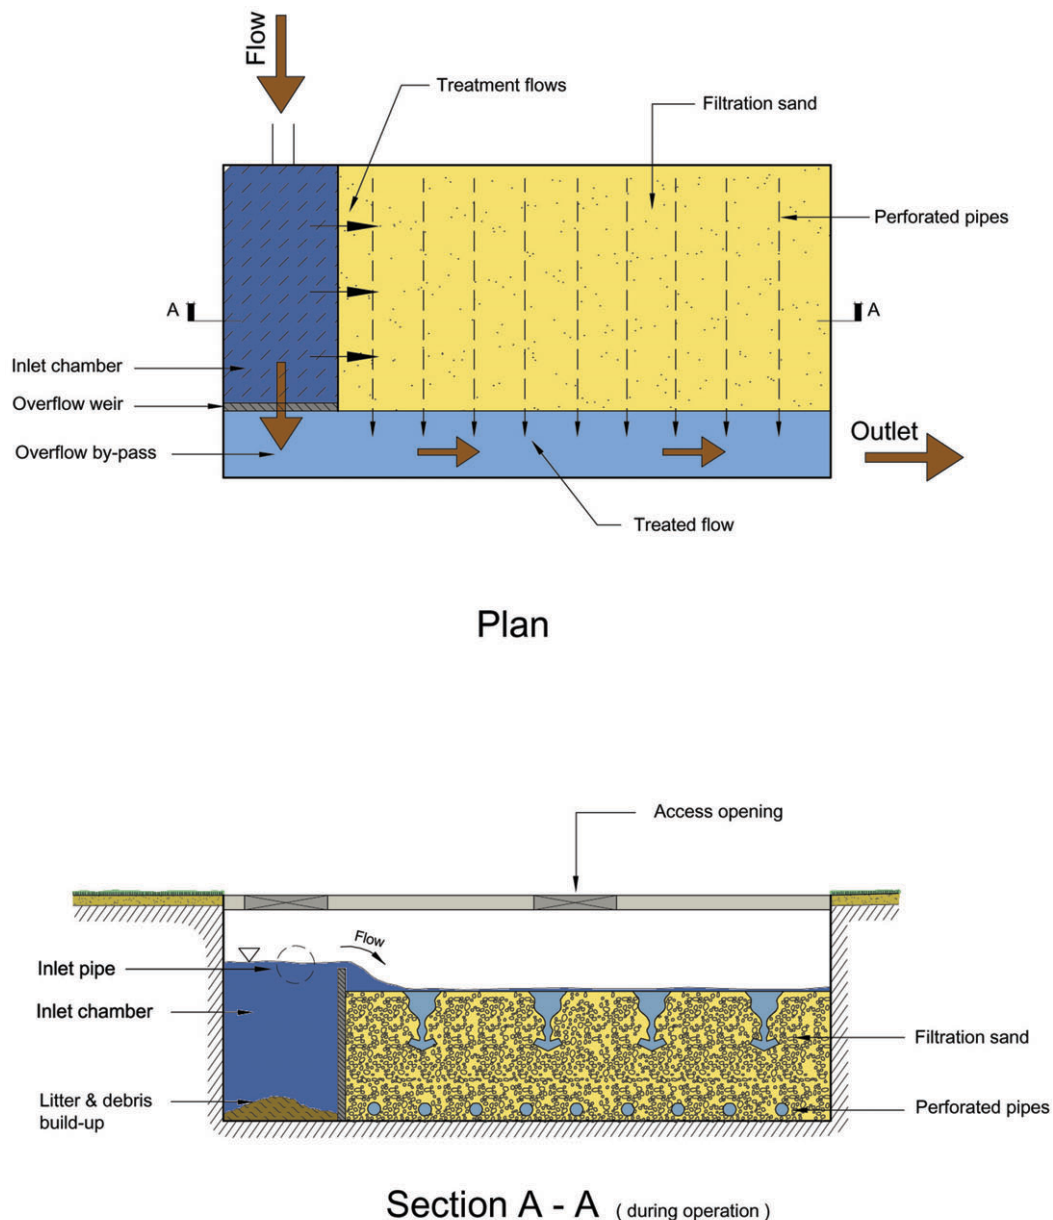 Flow
Treatment flows
Filtration sand
Perforated pipes
A
A
Inlet chamber
Overflow weir
Overflow by-pass
Outlet
Treated flow
Plan
Access opening
Flow
Inlet pipe
Inlet chamber
Filtration sand
Litter & debris
build-up
Perforated pipes
Section A - A ( during operation )